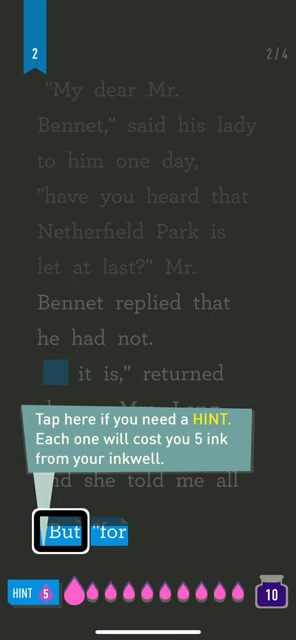 2
2/4
"My dear Mr.
Bennet," said his lady
to him one day,
"have you heard that
Netherfield Park is
let at last?" Mr.
Bennet replied that
he had not.
it is," returned
Tap here if you need a HINT.
Each one will cost you 5 ink
from your inkwell.
and she told me all
"But "for
HINT 5
10